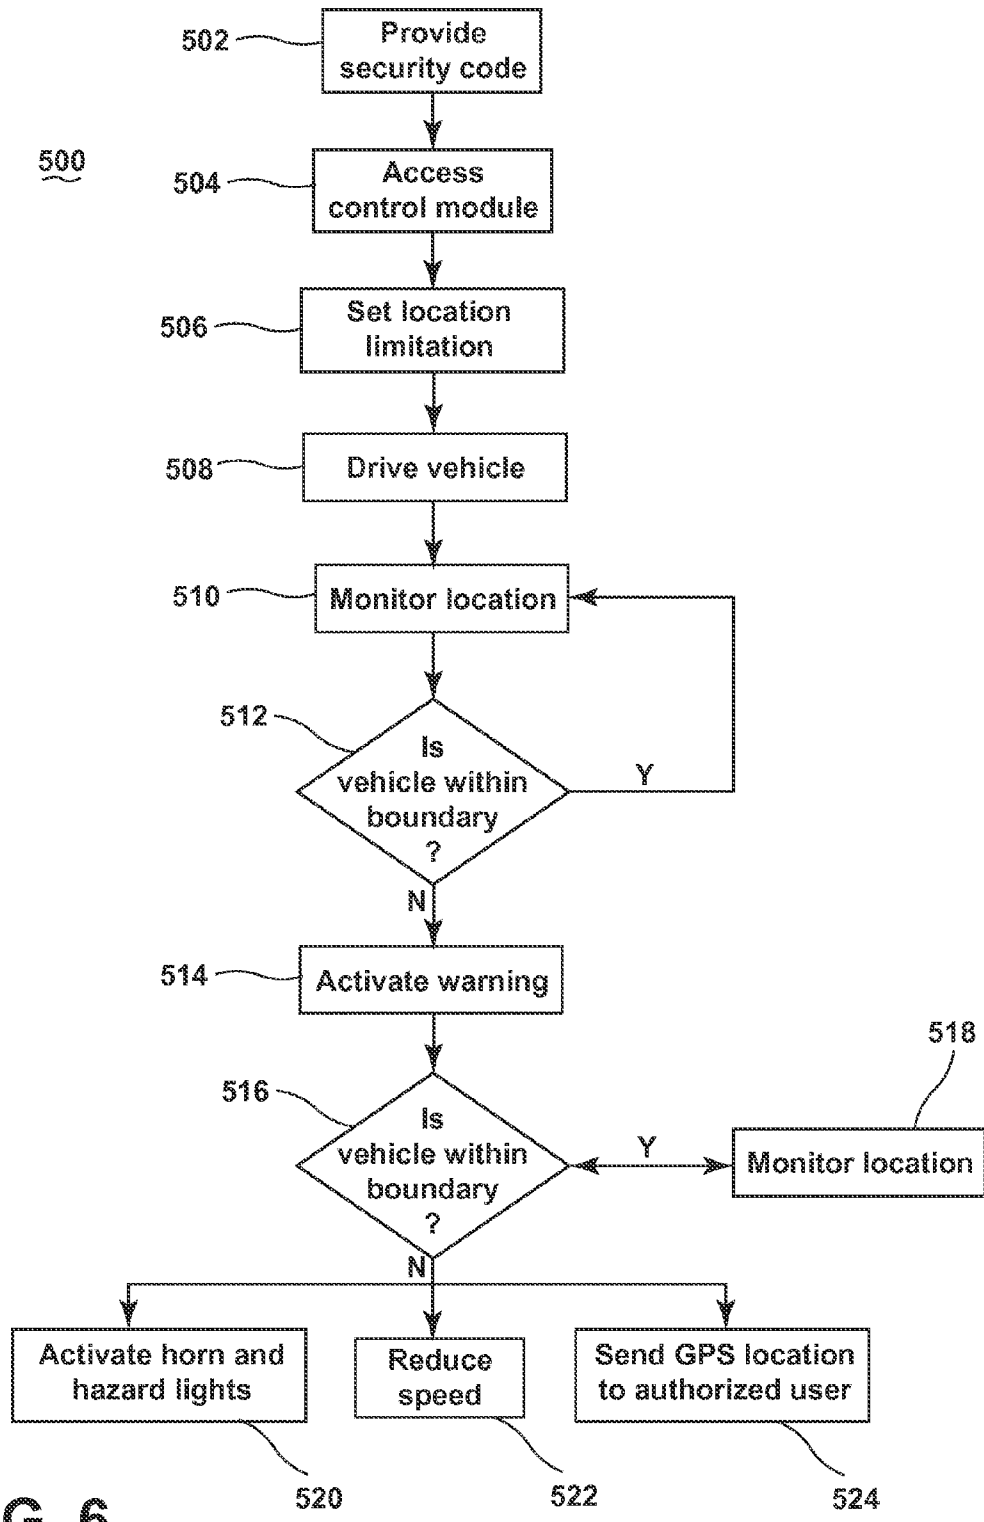 502
Provide
security code
500
504
Access
control module
506
Set location
limitation
508
Drive vehicle
510
Monitor location
512
Is
vehicle within
boundary
?
Y
N
514
Activate warning
518
516
Is
vehicle within
boundary
?
Y
Monitor location
N
Activate horn and
hazard lights
Reduce
speed
Send GPS location
to authorized user
520
522
524
G. 6